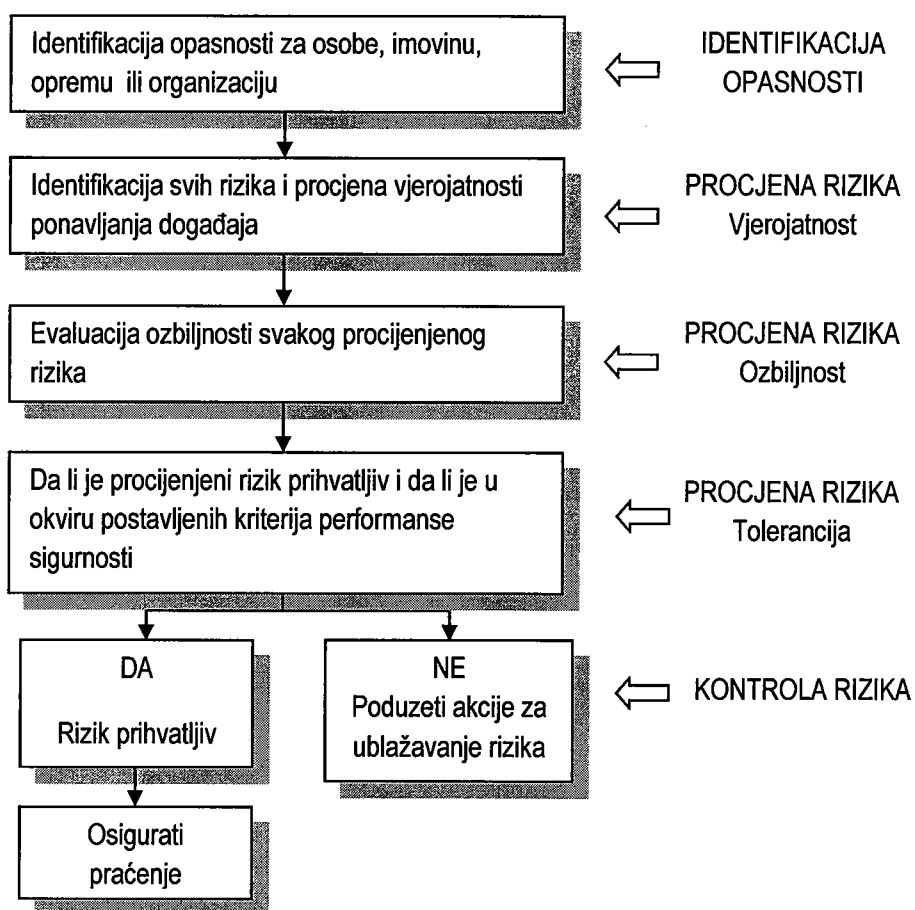 Identifikacija opasnosti za osobe, imovinu,
opremu ili organizaciju
IDENTIFIKACIJA
OPASNOSTI
Identifikacija svih rizika i procjena vjerojatnosti
ponavljanja događaja
PROCJENA RIZIKA
Vjerojatnost
Evaluacija ozbiljnosti svakog procijenjenog
rizika
PROCJENA RIZIKA
Ozbiljnost
Da li je procijenjeni rizik prihvatljiv i da li je u
okviru postavljenih kriterija performanse
sigurnosti
PROCJENA RIZIKA
Tolerancija
DA
Rizik prihvatljiv
NE
Poduzeti akcije za
ublažavanje rizika
KONTROLA RIZIKA
Osigurati
praćenje